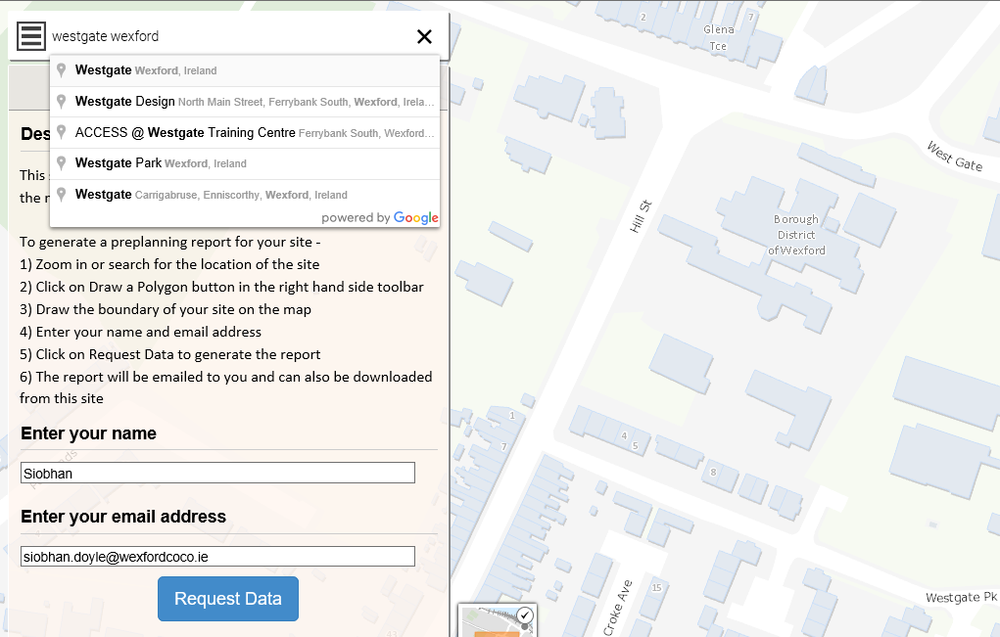 westgate wexford
Westgate Wexford, Ireland
Westgate Design North Main Street, Ferrybank South, Wexford, Irela...
ACCESS @ Westgate Training Centre Ferrybank South, Wexford...
Westgate Park Wexford, Ireland
Westgate Carrigabruse, Enniscorthy, Wexford, Ireland
powered by Google
Des
This
the r
To generate a preplanning report for your site -
1) Zoom in or search for the location of the site
2) Click on Draw a Polygon button in the right hand side toolbar
3) Draw the boundary of your site on the map
4) Enter your name and email address
5) Click on Request Data to generate the report
6) The report will be emailed to you and can also be downloaded
from this site
Enter your name
Siobhan
Enter your email address
siobhan.doyle@wexfordcoco.ie
Request Data
2
7
Glena
Tce
West Gate
Hill St
Borough
District
of Wexford
1
7
4
5
8
15
Croke Ave
Westgate Pk